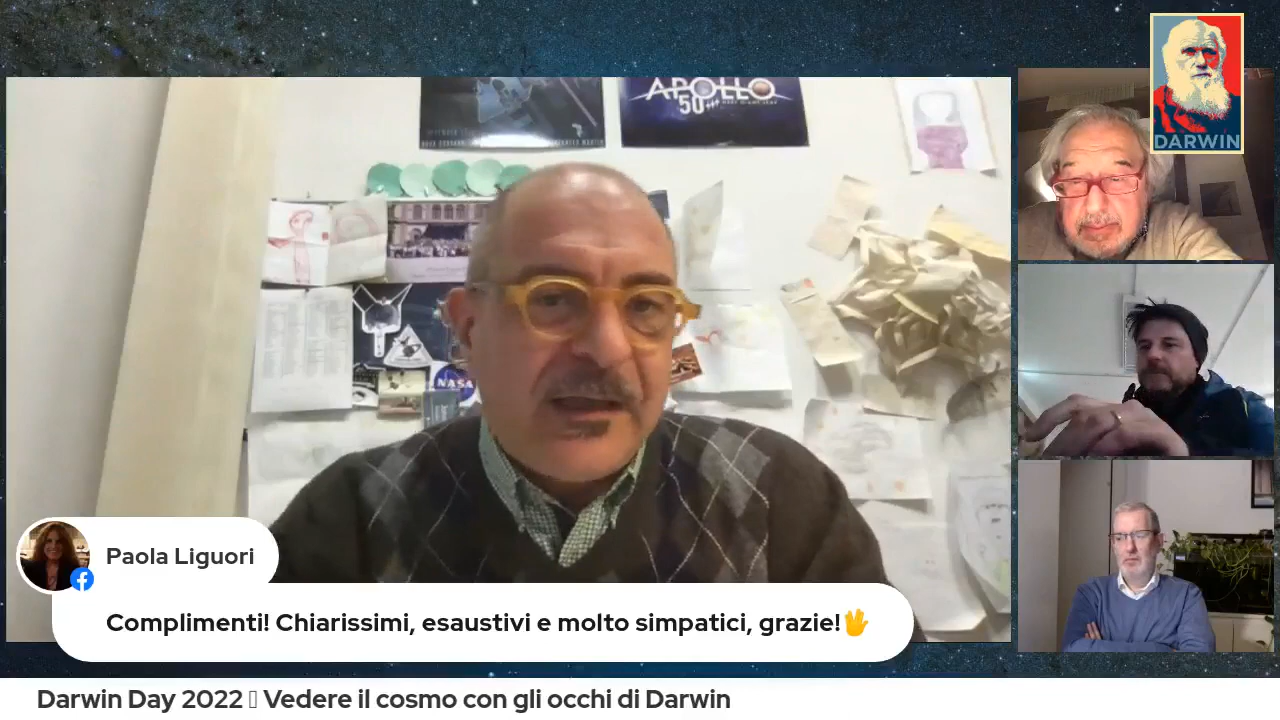 APOLLO
50
DARWIN
NASA
Paola Liguori
Complimenti! Chiarissimi, esaustivi e molto simpatici, grazie!🖖
Darwin Day 2022 ▯ Vedere il cosmo con gli occhi di Darwin